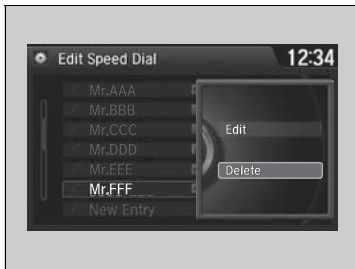 Edit Speed Dial
12:34
Mr.AAA
Mr.BBB
Mr.CCC
Mr.DDD
Mr.EEE
Mr.FFF
New Entry
Edit
Delete